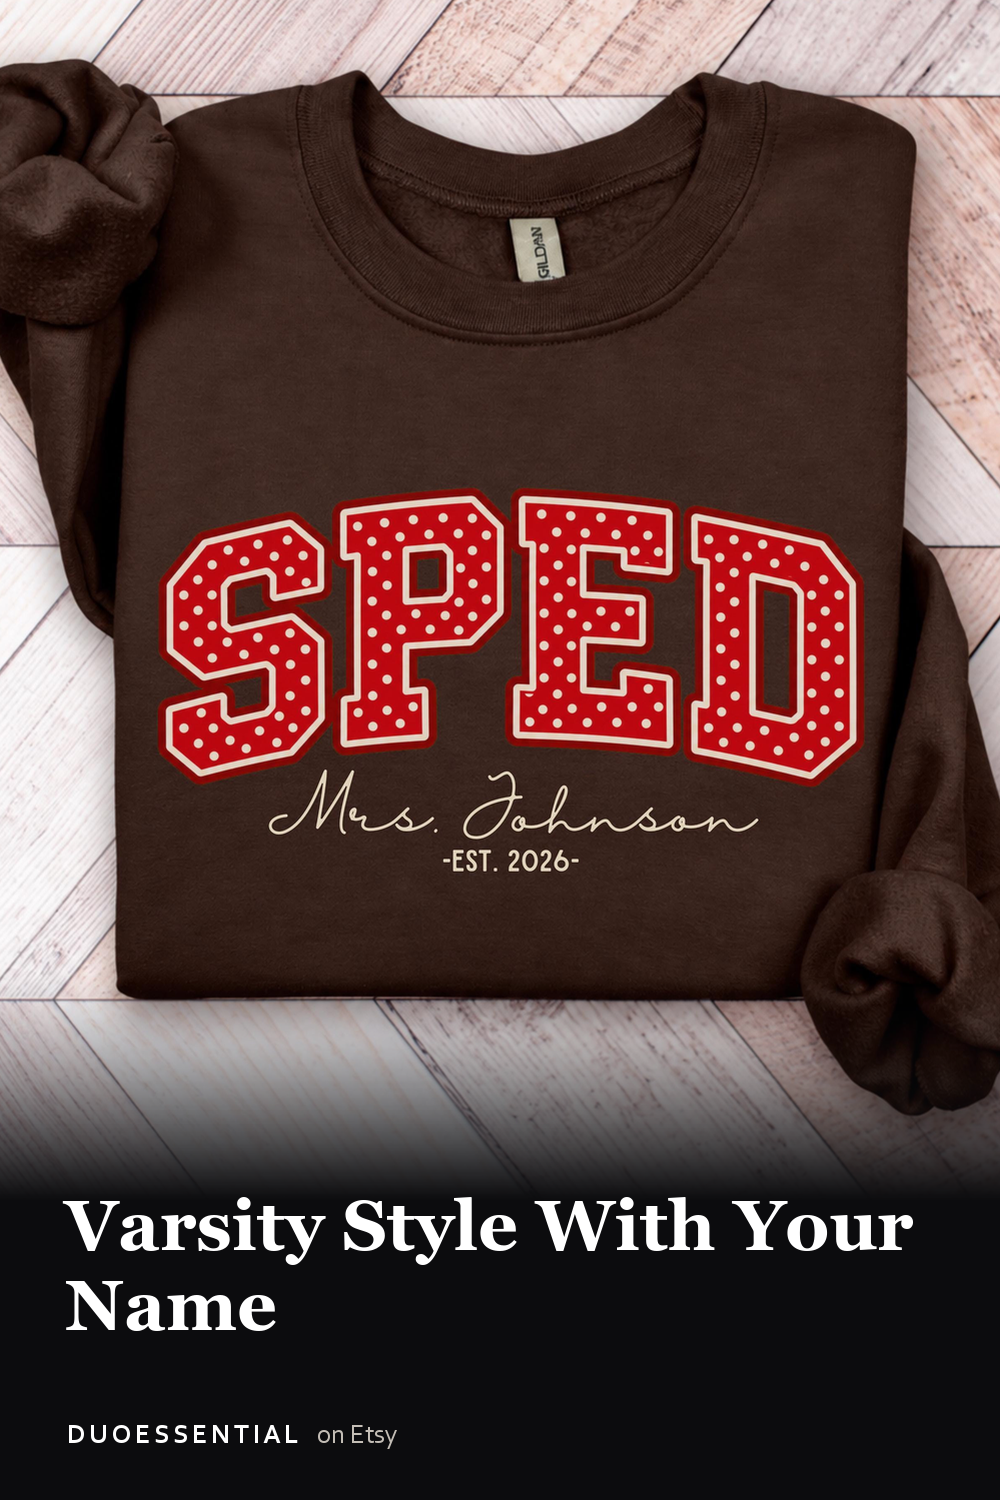 GILDAN
SPED
Mrs. Johnson
-EST. 2026-
Varsity Style With Your
Name
DUOESSENTIAL on Etsy